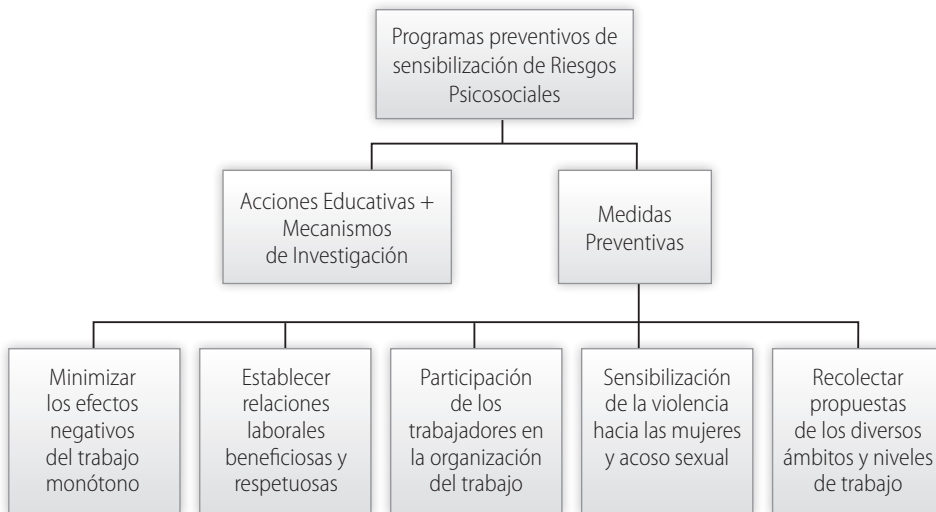 Programas preventivos de
sensibilización de Riesgos
Psicosociales
Acciones Educativas +
Mecanismos
de Investigación
Medidas
Preventivas
Minimizar
los efectos
negativos
del trabajo
monótono
Establecer
relaciones
laborales
beneficiosas y
respetuosas
Participación
de los
trabajadores en
la organización
del trabajo
Sensibilización
de la violencia
hacia las mujeres
y acoso sexual
Recolectar
propuestas
de los diversos
ámbitos y niveles
de trabajo